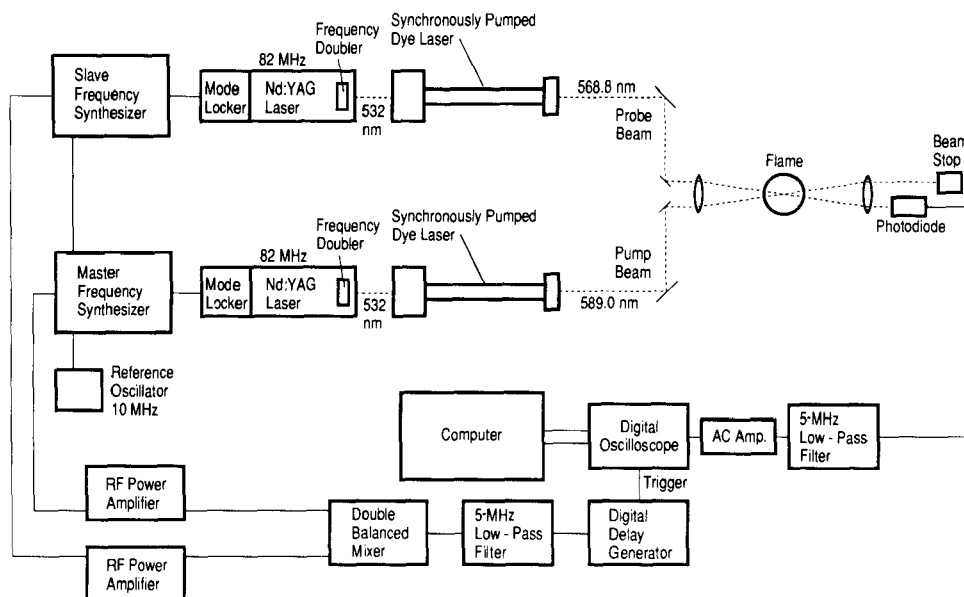 Slave
Frequency
Synthesizer
82 MHz
Mode
Locker
Nd:YAG
Laser
Frequency
Doubler
532
nm
Synchronously Pumped
Dye Laser
568.8 nm
Probe
Beam
Flame
Beam
Stop
Photodiode
Master
Frequency
Synthesizer
82 MHz
Mode
Locker
Nd:YAG
Laser
Frequency
Doubler
532
nm
Synchronously Pumped
Dye Laser
Pump
Beam
589.0 nm
Reference
Oscillator
10 MHz
Computer
Digital
Oscilloscope
AC Amp.
5-MHz
Low - Pass
Filter
Trigger
RF Power
Amplifier
Double
Balanced
Mixer
5-MHz
Low - Pass
Filter
Digital
Delay
Generator
RF Power
Amplifier